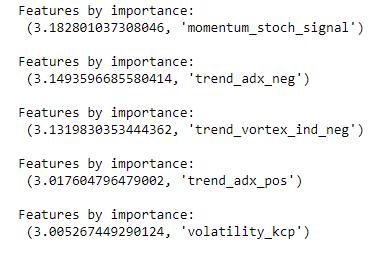 Features by importance:
(3.182801037308046, 'momentum_stoch_signal')
Features by importance:
(3.1493596685580414, 'trend_adx_neg')
Features by importance:
(3.1319830353444362, 'trend_vortex_ind_neg')
Features by importance:
(3.017604796479002, 'trend_adx_pos')
Features by importance:
(3.005267449290124, 'volatility_kcp')